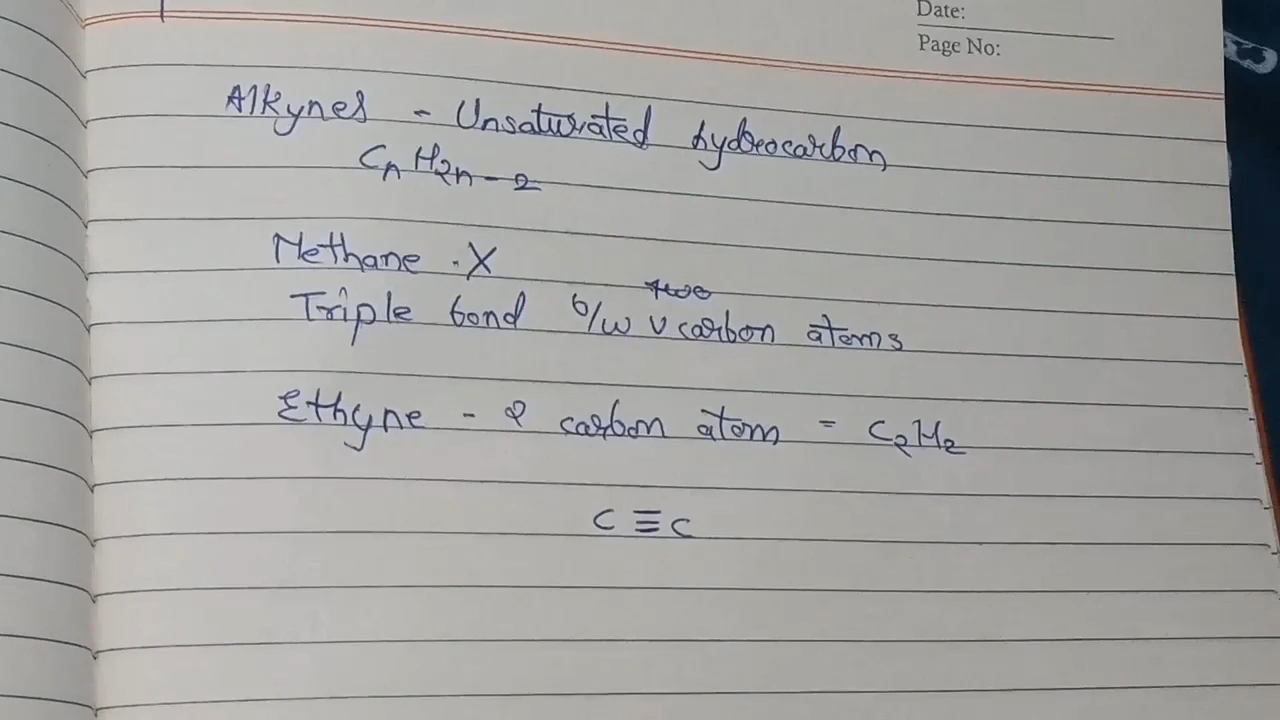 Date:
Page No:
Alkynes - Unsaturated hydrocarbon
CnH2n-2
Methane . X
two
Triple bond b/w v carbon atoms
Ethyne - 2 carbon atom = C2H2
C ≡ C